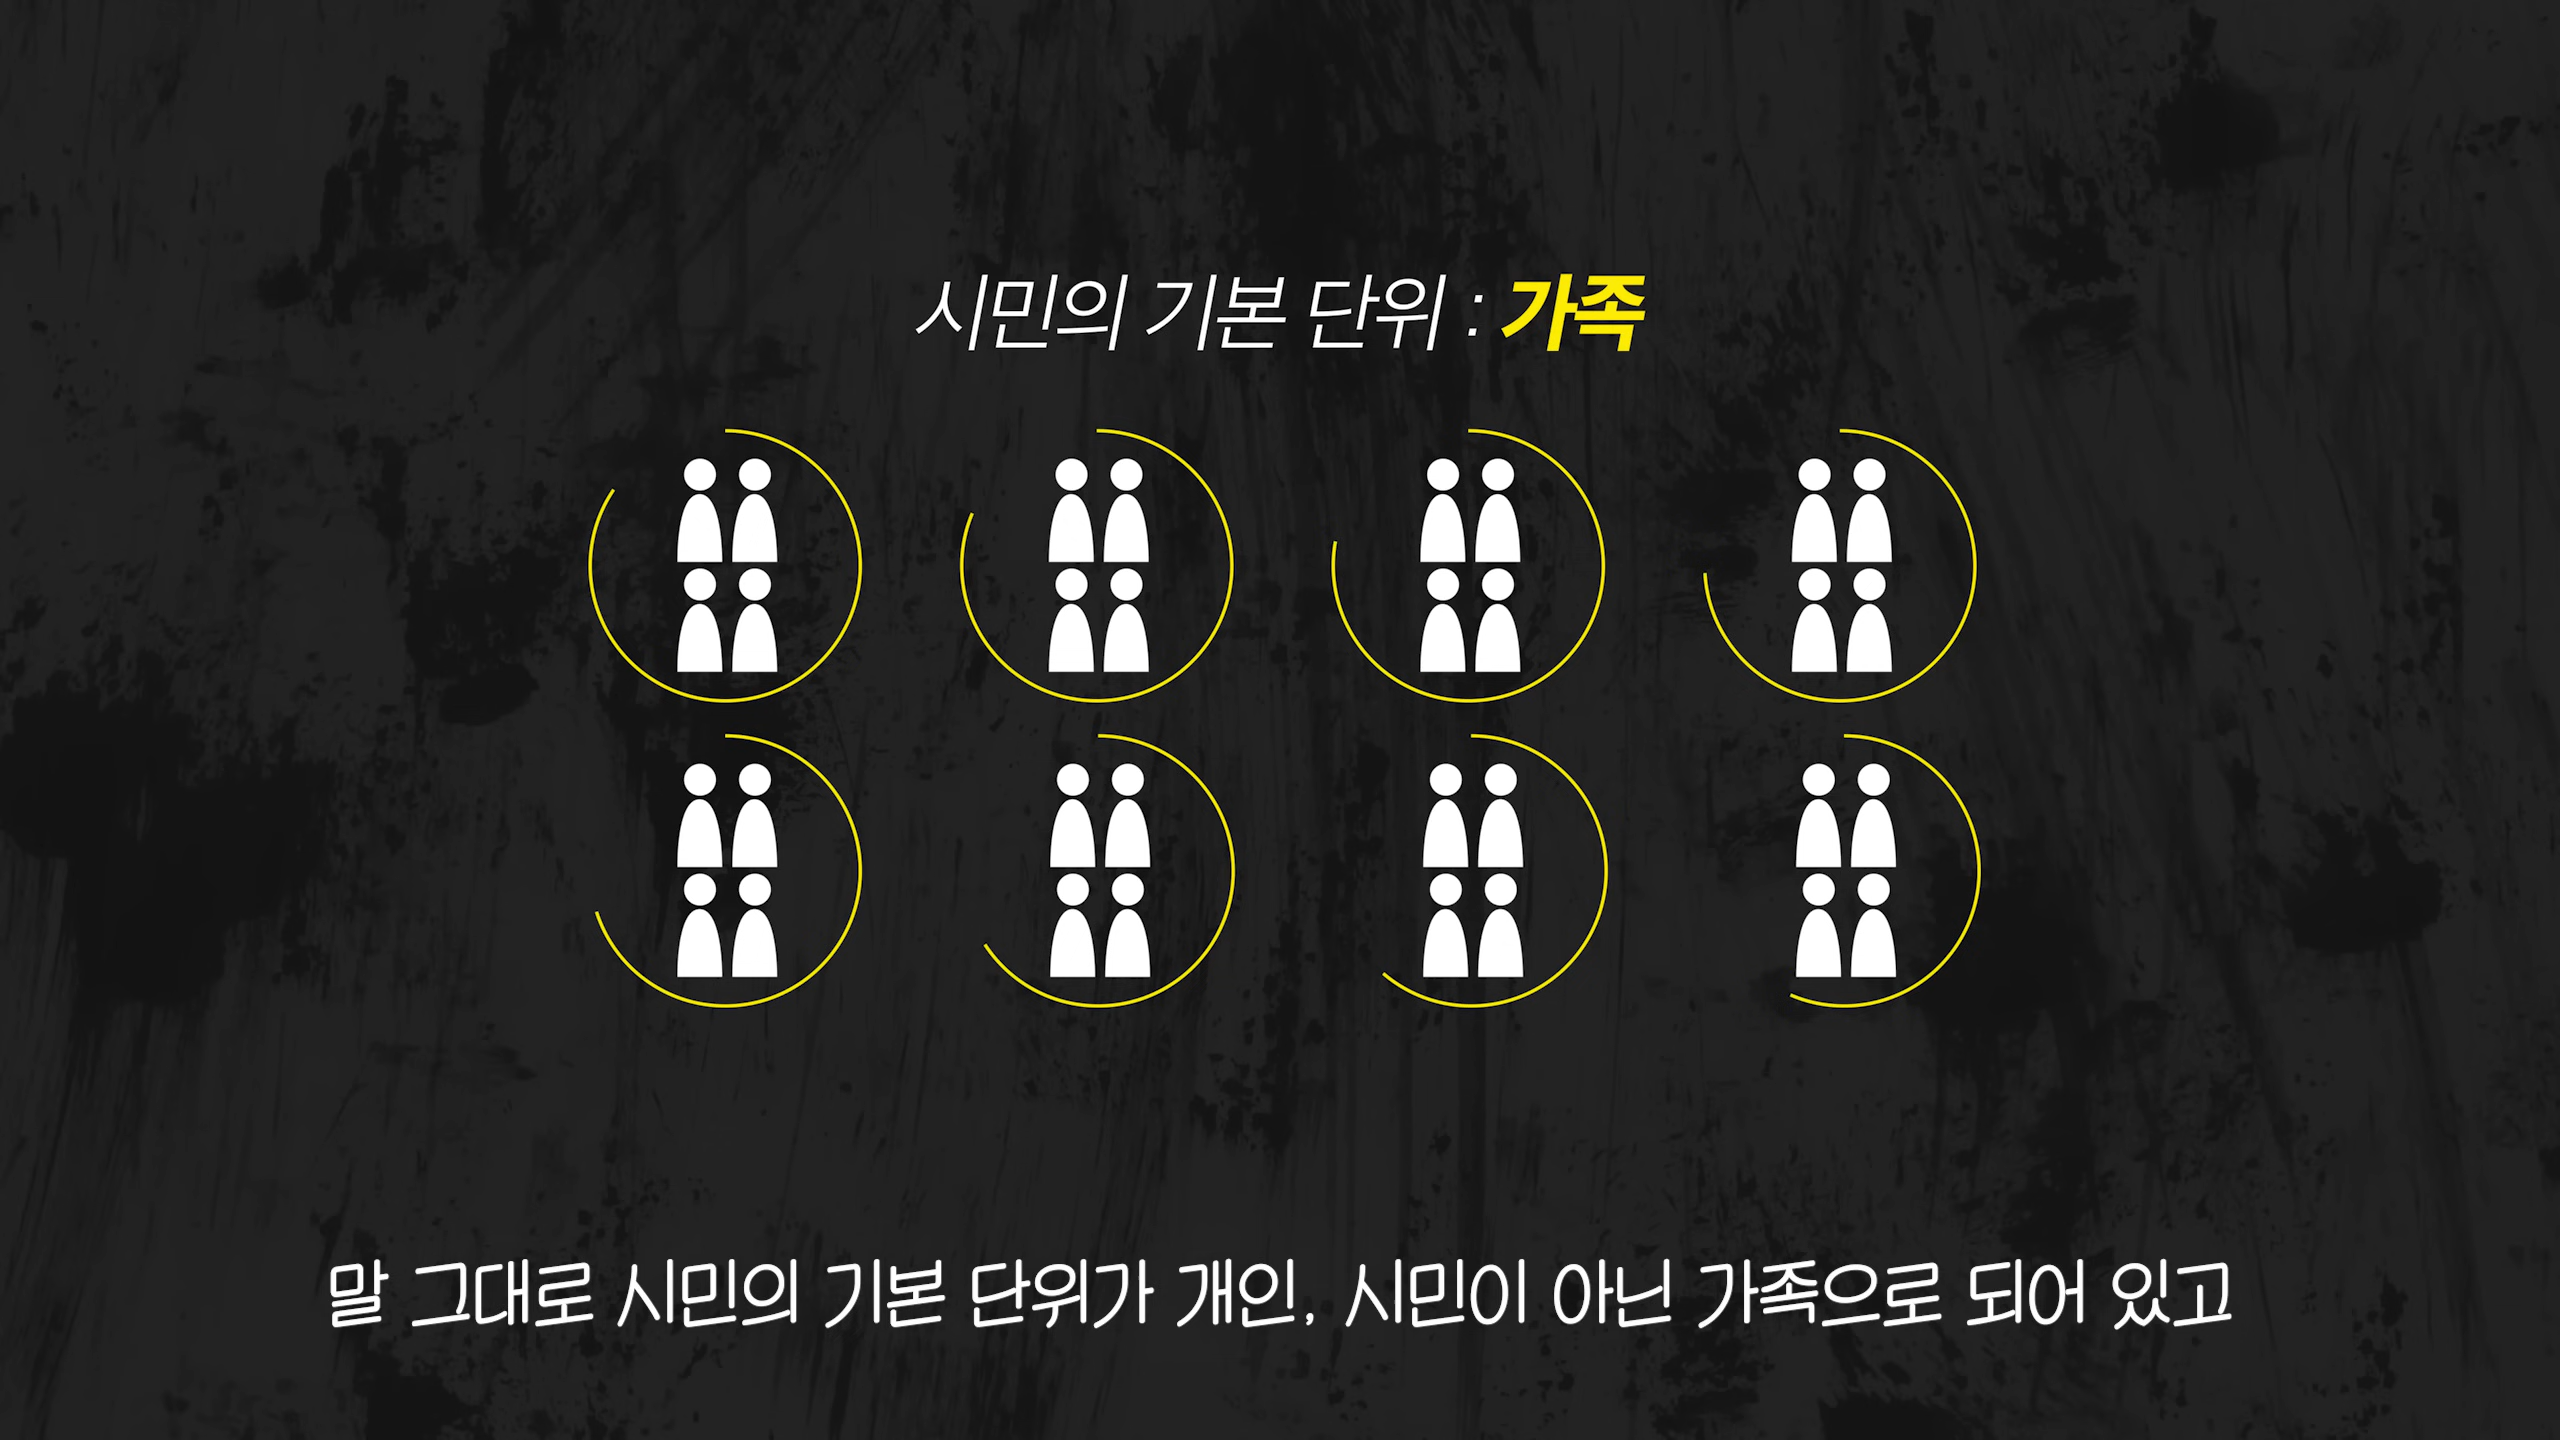 시민의 기본 단위 : 가족
말 그대로 시민의 기본 단위가 개인, 시민이 아닌 가족으로 되어 있고